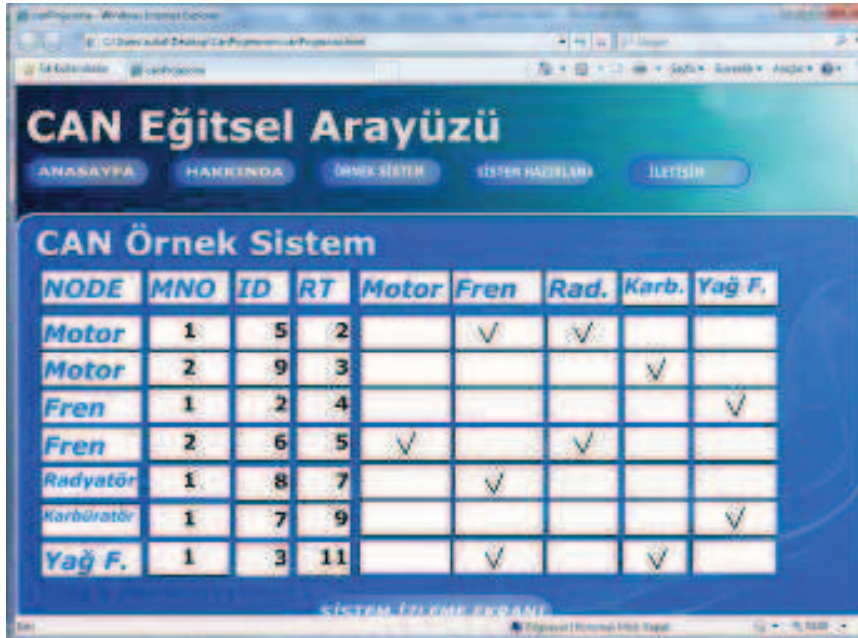 CAN Eğitsel Arayüzü
ANASAYFA HAKKINDA ÖRNEK SİSTEM SİSTEM HAZIRLAMA İLETİŞİM
CAN Örnek Sistem
NODE MNO ID RT Motor Fren Rad. Karb. Yağ F.
Motor 1 5 2 √ √
Motor 2 9 3 √
Fren 1 2 4 √
Fren 2 6 5 √ √
Radyatör 1 8 7 √
Karbüratör 1 7 9 √
Yağ F. 1 3 11 √ √
SİSTEM İZLEME EKRANI